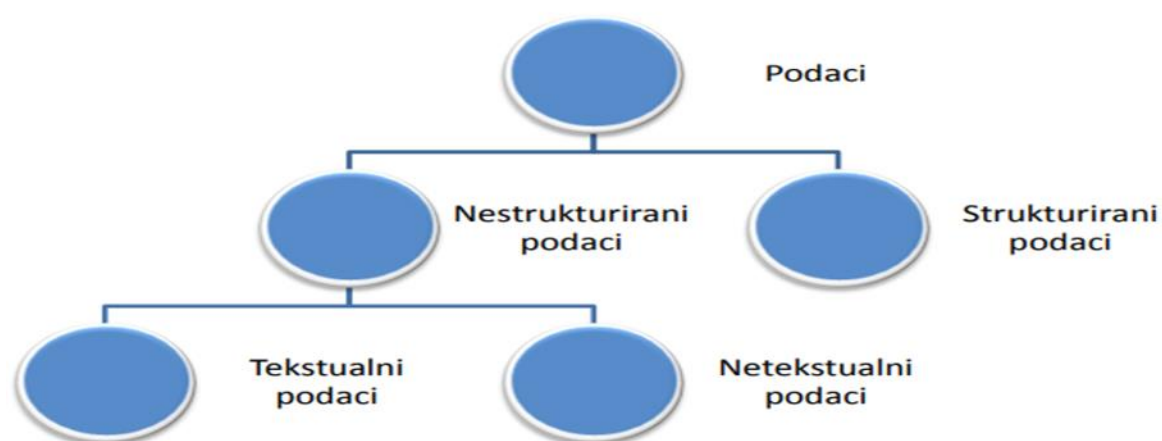 Podaci
Nestrukturirani
podaci
Strukturirani
podaci
Tekstualni
podaci
Netekstualni
podaci